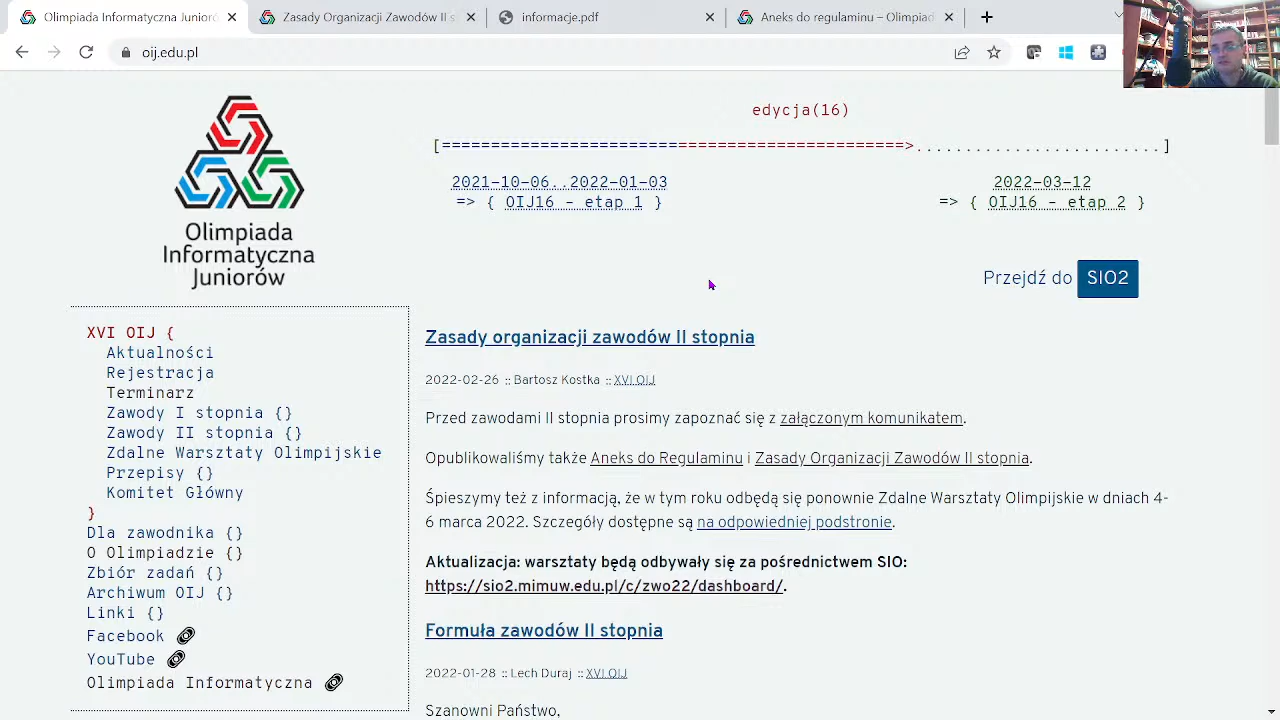 Olimpiada Informatyczna Juniorów
Zasady Organizacji Zawodów II s
informage.pdf
Aneks do regulaminu – Olimpiad
oij.edu.pl
Olimpiada
Informatyczna
Juniorów
edycja(16)
[================================================>.........................]
2021-10-06..2022-01-03
=> { OIJ16 - etap 1 }
2022-03-12
=> { OIJ16 - etap 2 }
Przejdź do SIO2
XVI OIJ {
Aktualności
Rejestracja
Terminarz
Zawody I stopnia {}
Zawody II stopnia {}
Zdalne Warsztaty Olimpijskie
Przepisy {}
Komitet Główny
}
Dla zawodnika {}
O Olimpiadzie {}
Zbiór zadań {}
Archiwum OIJ {}
Linki {}
Facebook
YouTube
Olimpiada Informatyczna
Zasady organizacji zawodów II stopnia
2022-02-26 :: Bartosz Kostka :: XVI OIJ
Przed zawodami II stopnia prosimy zapoznać się z załączonym komunikatem.
Opublikowaliśmy także Aneks do Regulaminu i Zasady Organizacji Zawodów II stopnia.
Śpieszymy też z informacją, że w tym roku odbędą się ponownie Zdalne Warsztaty Olimpijskie w dniach 4-
6 marca 2022. Szczegóły dostępne są na odpowiedniej podstronie.
Aktualizacja: warsztaty będą odbywały się za pośrednictwem SIO:
https://sio2.mimuw.edu.pl/c/zwo22/dashboard/.
Formuła zawodów II stopnia
2022-01-28 :: Lech Duraj :: XVI OIJ
Szanowni Państwo,